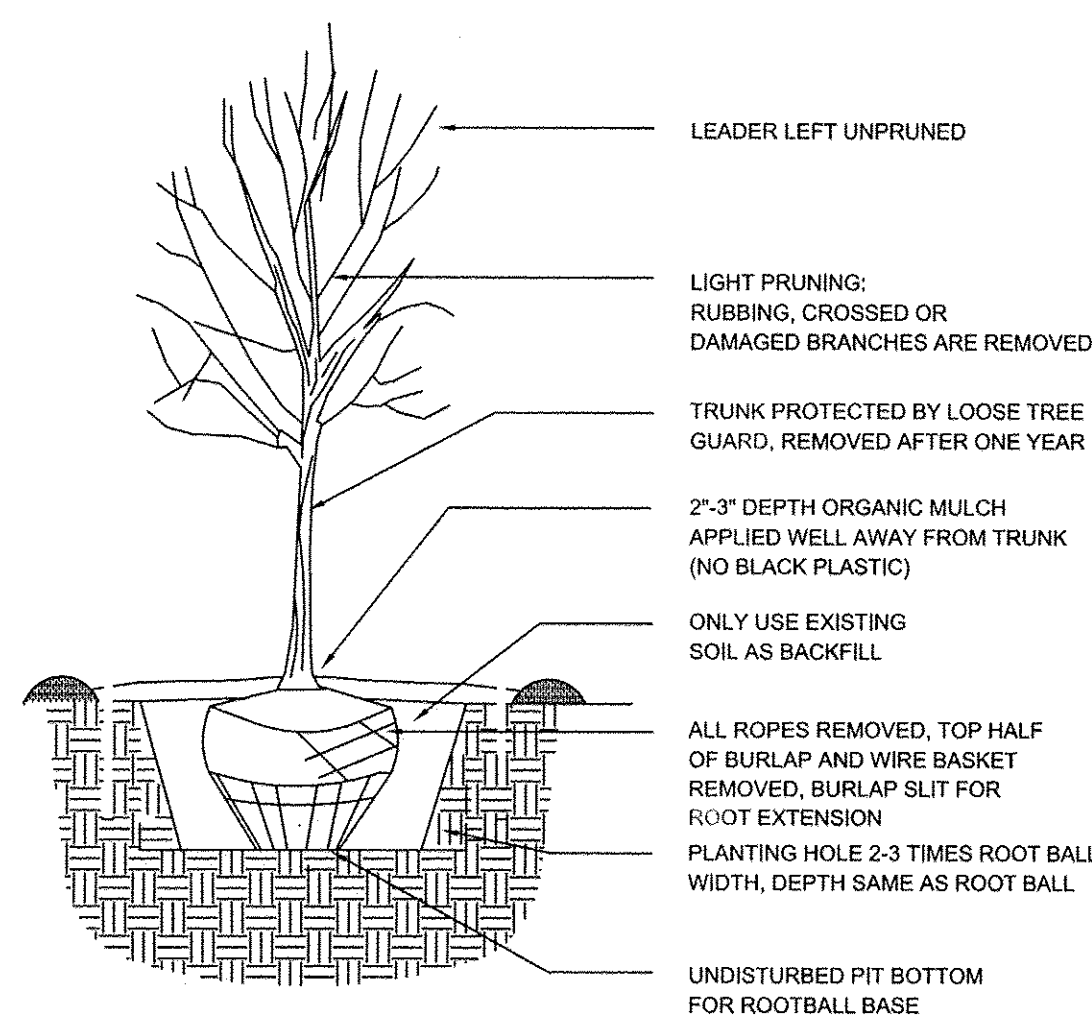 LEADER LEFT UNPRUNED
LIGHT PRUNING;
RUBBING, CROSSED OR
DAMAGED BRANCHES ARE REMOVED
TRUNK PROTECTED BY LOOSE TREE
GUARD, REMOVED AFTER ONE YEAR
2"-3" DEPTH ORGANIC MULCH
APPLIED WELL AWAY FROM TRUNK
(NO BLACK PLASTIC)
ONLY USE EXISTING
SOIL AS BACKFILL
ALL ROPES REMOVED, TOP HALF
OF BURLAP AND WIRE BASKET
REMOVED, BURLAP SLIT FOR
ROOT EXTENSION
PLANTING HOLE 2-3 TIMES ROOT BALL
WIDTH, DEPTH SAME AS ROOT BALL
UNDISTURBED PIT BOTTOM
FOR ROOTBALL BASE